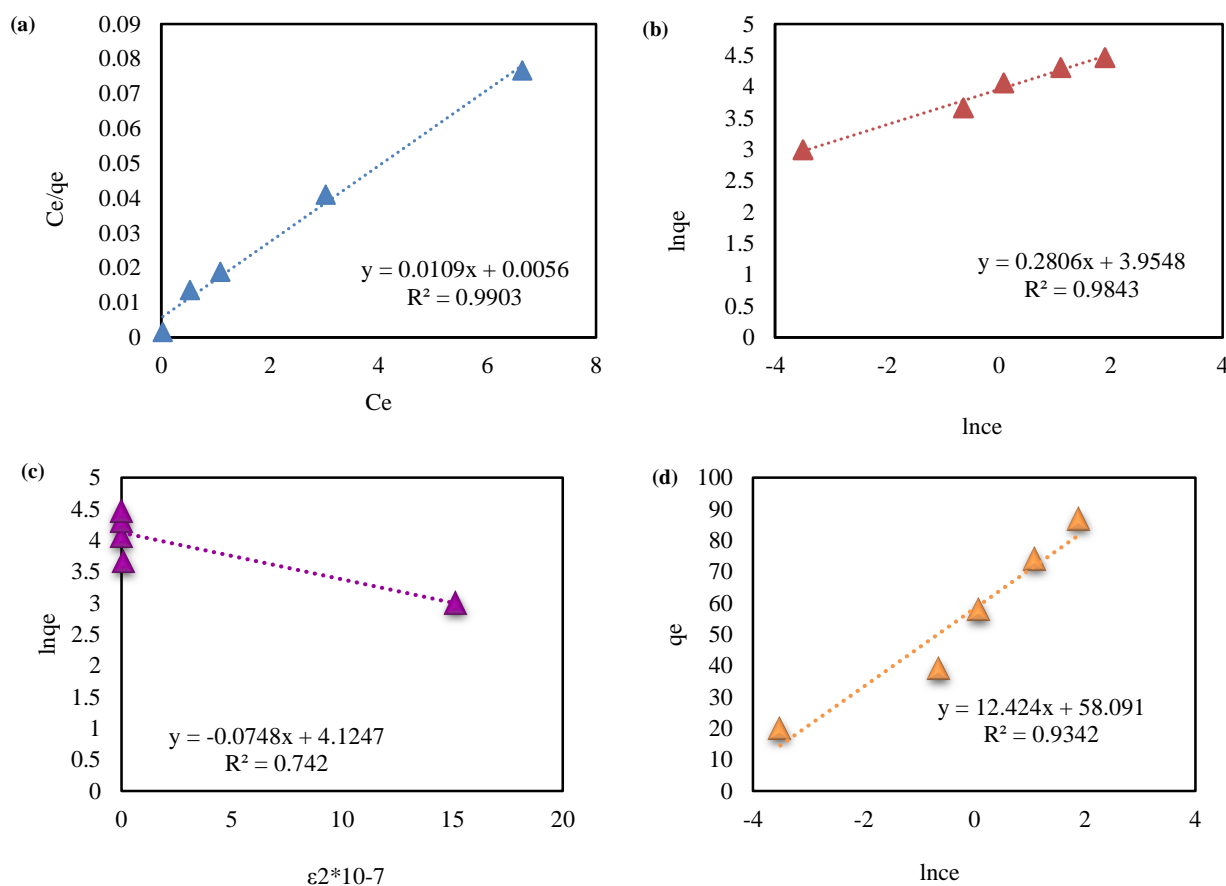 (a)
0.09
0.08
0.07
0.06
0.05
0.04
0.03
0.02
0.01
0
Ce/qe
y = 0.0109x + 0.0056
R² = 0.9903
0 2 4 6 8
Ce
(b)
5
4.5
4
3.5
3
2.5
2
1.5
1
0.5
0
lnqe
y = 0.2806x + 3.9548
R² = 0.9843
-4 -2 0 2 4
lnce
(c)
5
4.5
4
3.5
3
2.5
2
1.5
1
0.5
0
lnqe
y = -0.0748x + 4.1247
R² = 0.742
0 5 10 15 20
ε2*10-7
(d)
100
90
80
70
60
50
40
30
20
10
0
qe
y = 12.424x + 58.091
R² = 0.9342
-4 -2 0 2 4
lnce